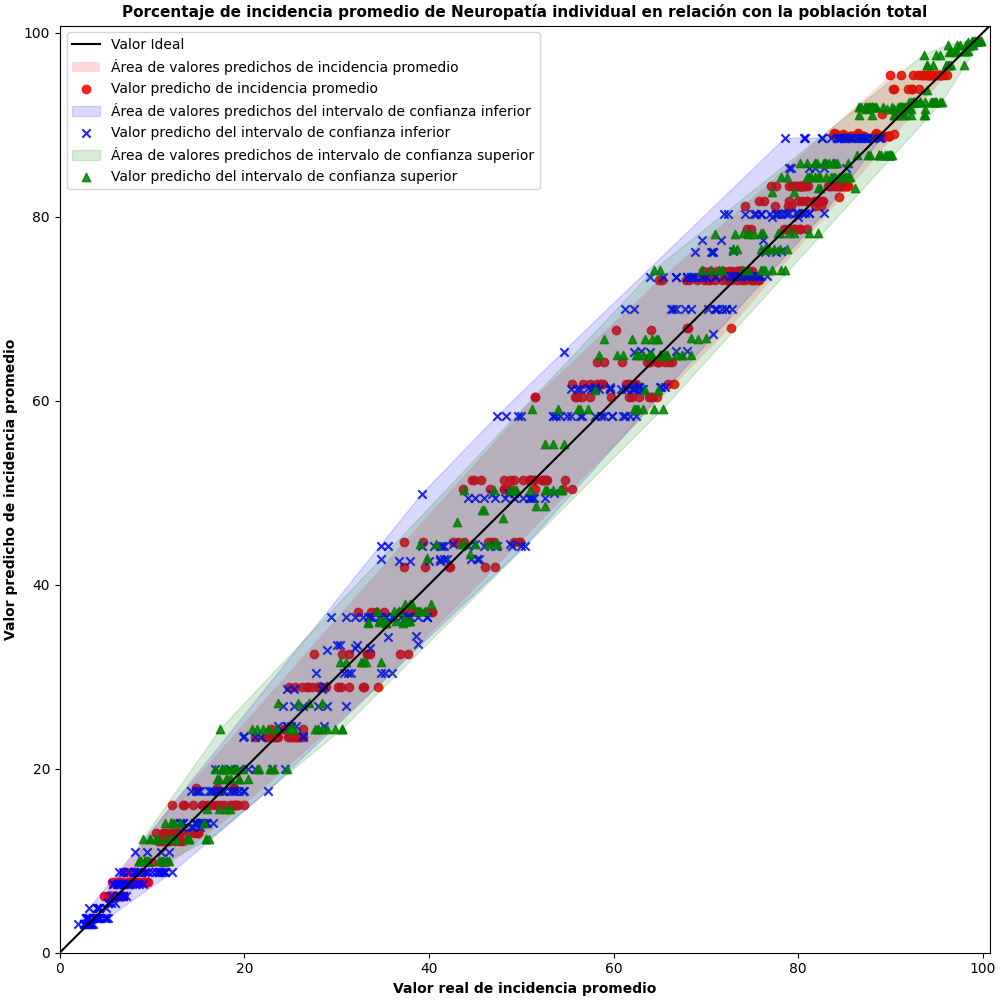 Porcentaje de incidencia promedio de Neuropatía individual en relación con la población total
Valor Ideal
Área de valores predichos de incidencia promedio
Valor predicho de incidencia promedio
Área de valores predichos del intervalo de confianza inferior
Valor predicho del intervalo de confianza inferior
Área de valores predichos de intervalo de confianza superior
Valor predicho del intervalo de confianza superior
Valor predicho de incidencia promedio
100
80
60
40
20
0
0 20 40 60 80 100
Valor real de incidencia promedio